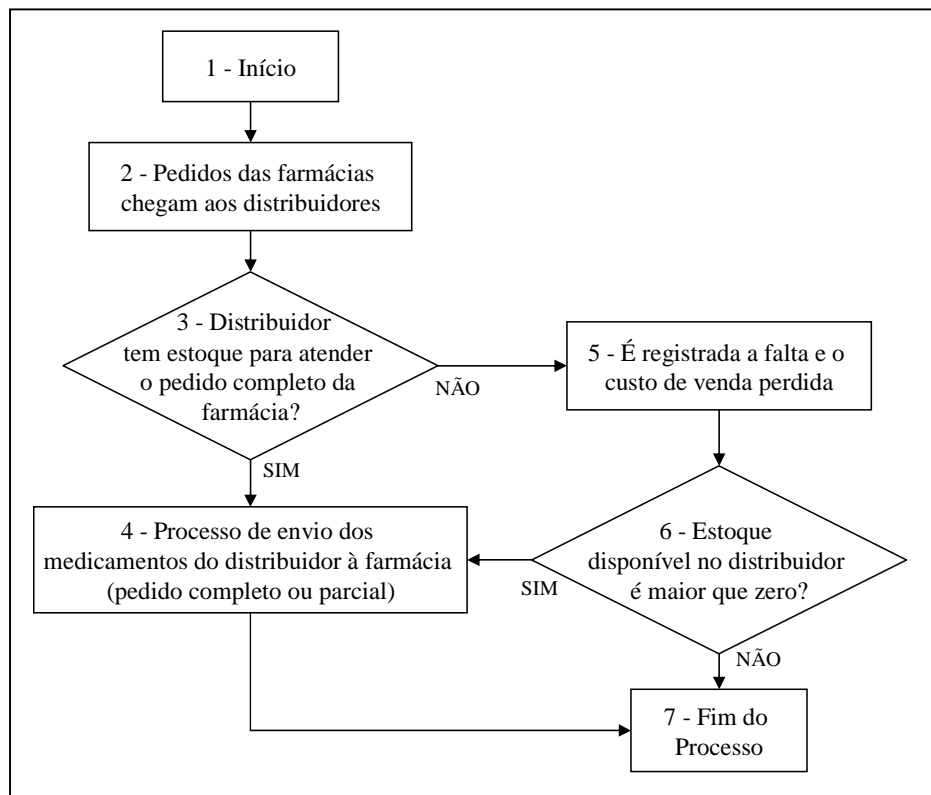 1 - Início
2 - Pedidos das farmácias
chegam aos distribuidores
3 - Distribuidor
tem estoque para atender
o pedido completo da
farmácia?
NÃO
SIM
5 - É registrada a falta e o
custo de venda perdida
4 - Processo de envio dos
medicamentos do distribuidor à farmácia
(pedido completo ou parcial)
6 - Estoque
disponível no distribuidor
é maior que zero?
SIM
NÃO
7 - Fim do
Processo